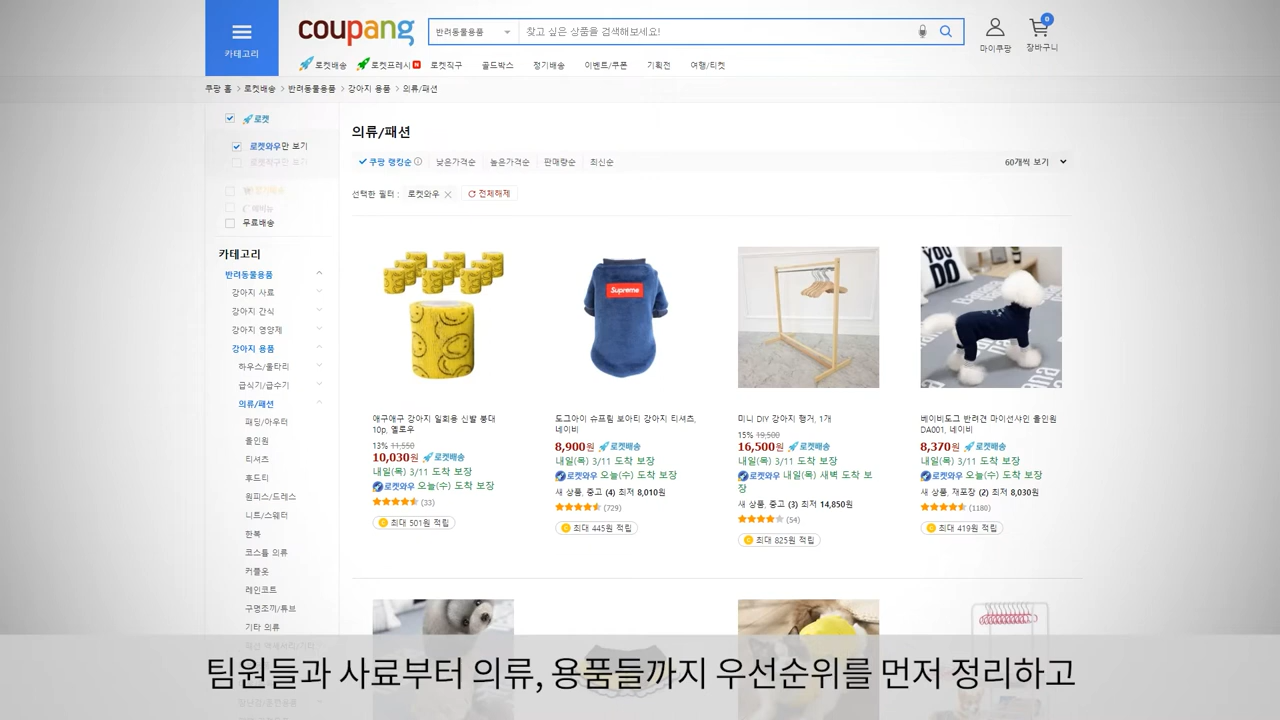 카테고리
coupang
반려동물용품
찾고 싶은 상품을 검색해보세요!
마이쿠팡
0
장바구니
로켓배송
로켓프레시
로켓직구
골드박스
정기배송
이벤트/쿠폰
기획전
여행/티켓
쿠팡 홈 > 로켓배송 > 반려동물용품 > 강아지 용품 > 의류/패션
로켓
로켓와우만 보기
로켓직구만 보기
무료배송
카테고리
반려동물용품
강아지 사료
강아지 간식
강아지 영양제
강아지 용품
하우스/울타리
급식기/급수기
의류/패션
패딩/아우터
올인원
티셔츠
후드티
원피스/드레스
니트/스웨터
한복
코스튬 의류
커플옷
레인코트
구명조끼/튜브
기타 의류
의류/패션
쿠팡 랭킹순
낮은가격순
높은가격순
판매량순
최신순
60개씩 보기
선택한 필터 :
로켓와우
전체해제
애구애구 강아지 일회용 신발 붕대
10p, 옐로우
13% 11,550
10,030원 로켓배송
내일(목) 3/11 도착 보장
로켓와우 오늘(수) 도착 보장
(33)
최대 501원 적립
Supreme
도그아이 슈프림 보아티 강아지 티셔츠,
네이비
8,900원 로켓배송
내일(목) 3/11 도착 보장
로켓와우 오늘(수) 도착 보장
새 상품, 중고 (4) 최저 8,010원
(729)
최대 445원 적립
미니 DIY 강아지 행거, 1개
15% 19,500
16,500원 로켓배송
내일(목) 3/11 도착 보장
로켓와우 내일(목) 새벽 도착 보
장
새 상품, 중고 (3) 최저 14,850원
(54)
최대 825원 적립
YOU
DO
베이비도그 반려견 마이선샤인 올인원
DA001, 네이비
8,370원 로켓배송
내일(목) 3/11 도착 보장
로켓와우 오늘(수) 도착 보장
새 상품, 재포장 (2) 최저 8,030원
(1180)
최대 419원 적립
팀원들과 사료부터 의류, 용품들까지 우선순위를 먼저 정리하고